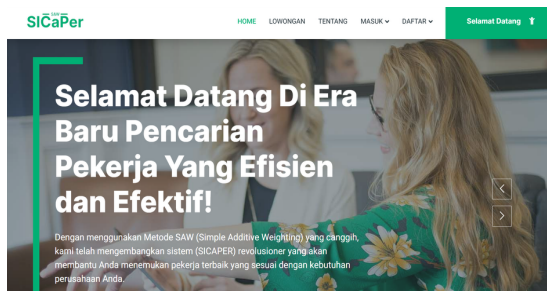 SAW
SICaPer
HOME LOWONGAN TENTANG MASUK DAFTAR Selamat Datang
Selamat Datang Di Era
Baru Pencarian
Pekerja Yang Efisien
dan Efektif!
Dengan menggunakan Metode SAW (Simple Additive Weighting) yang canggih,
kami telah mengembangkan sistem (SICAPER) revolusioner yang akan
membantu Anda menemukan pekerja terbaik yang sesuai dengan kebutuhan
perusahaan Anda.